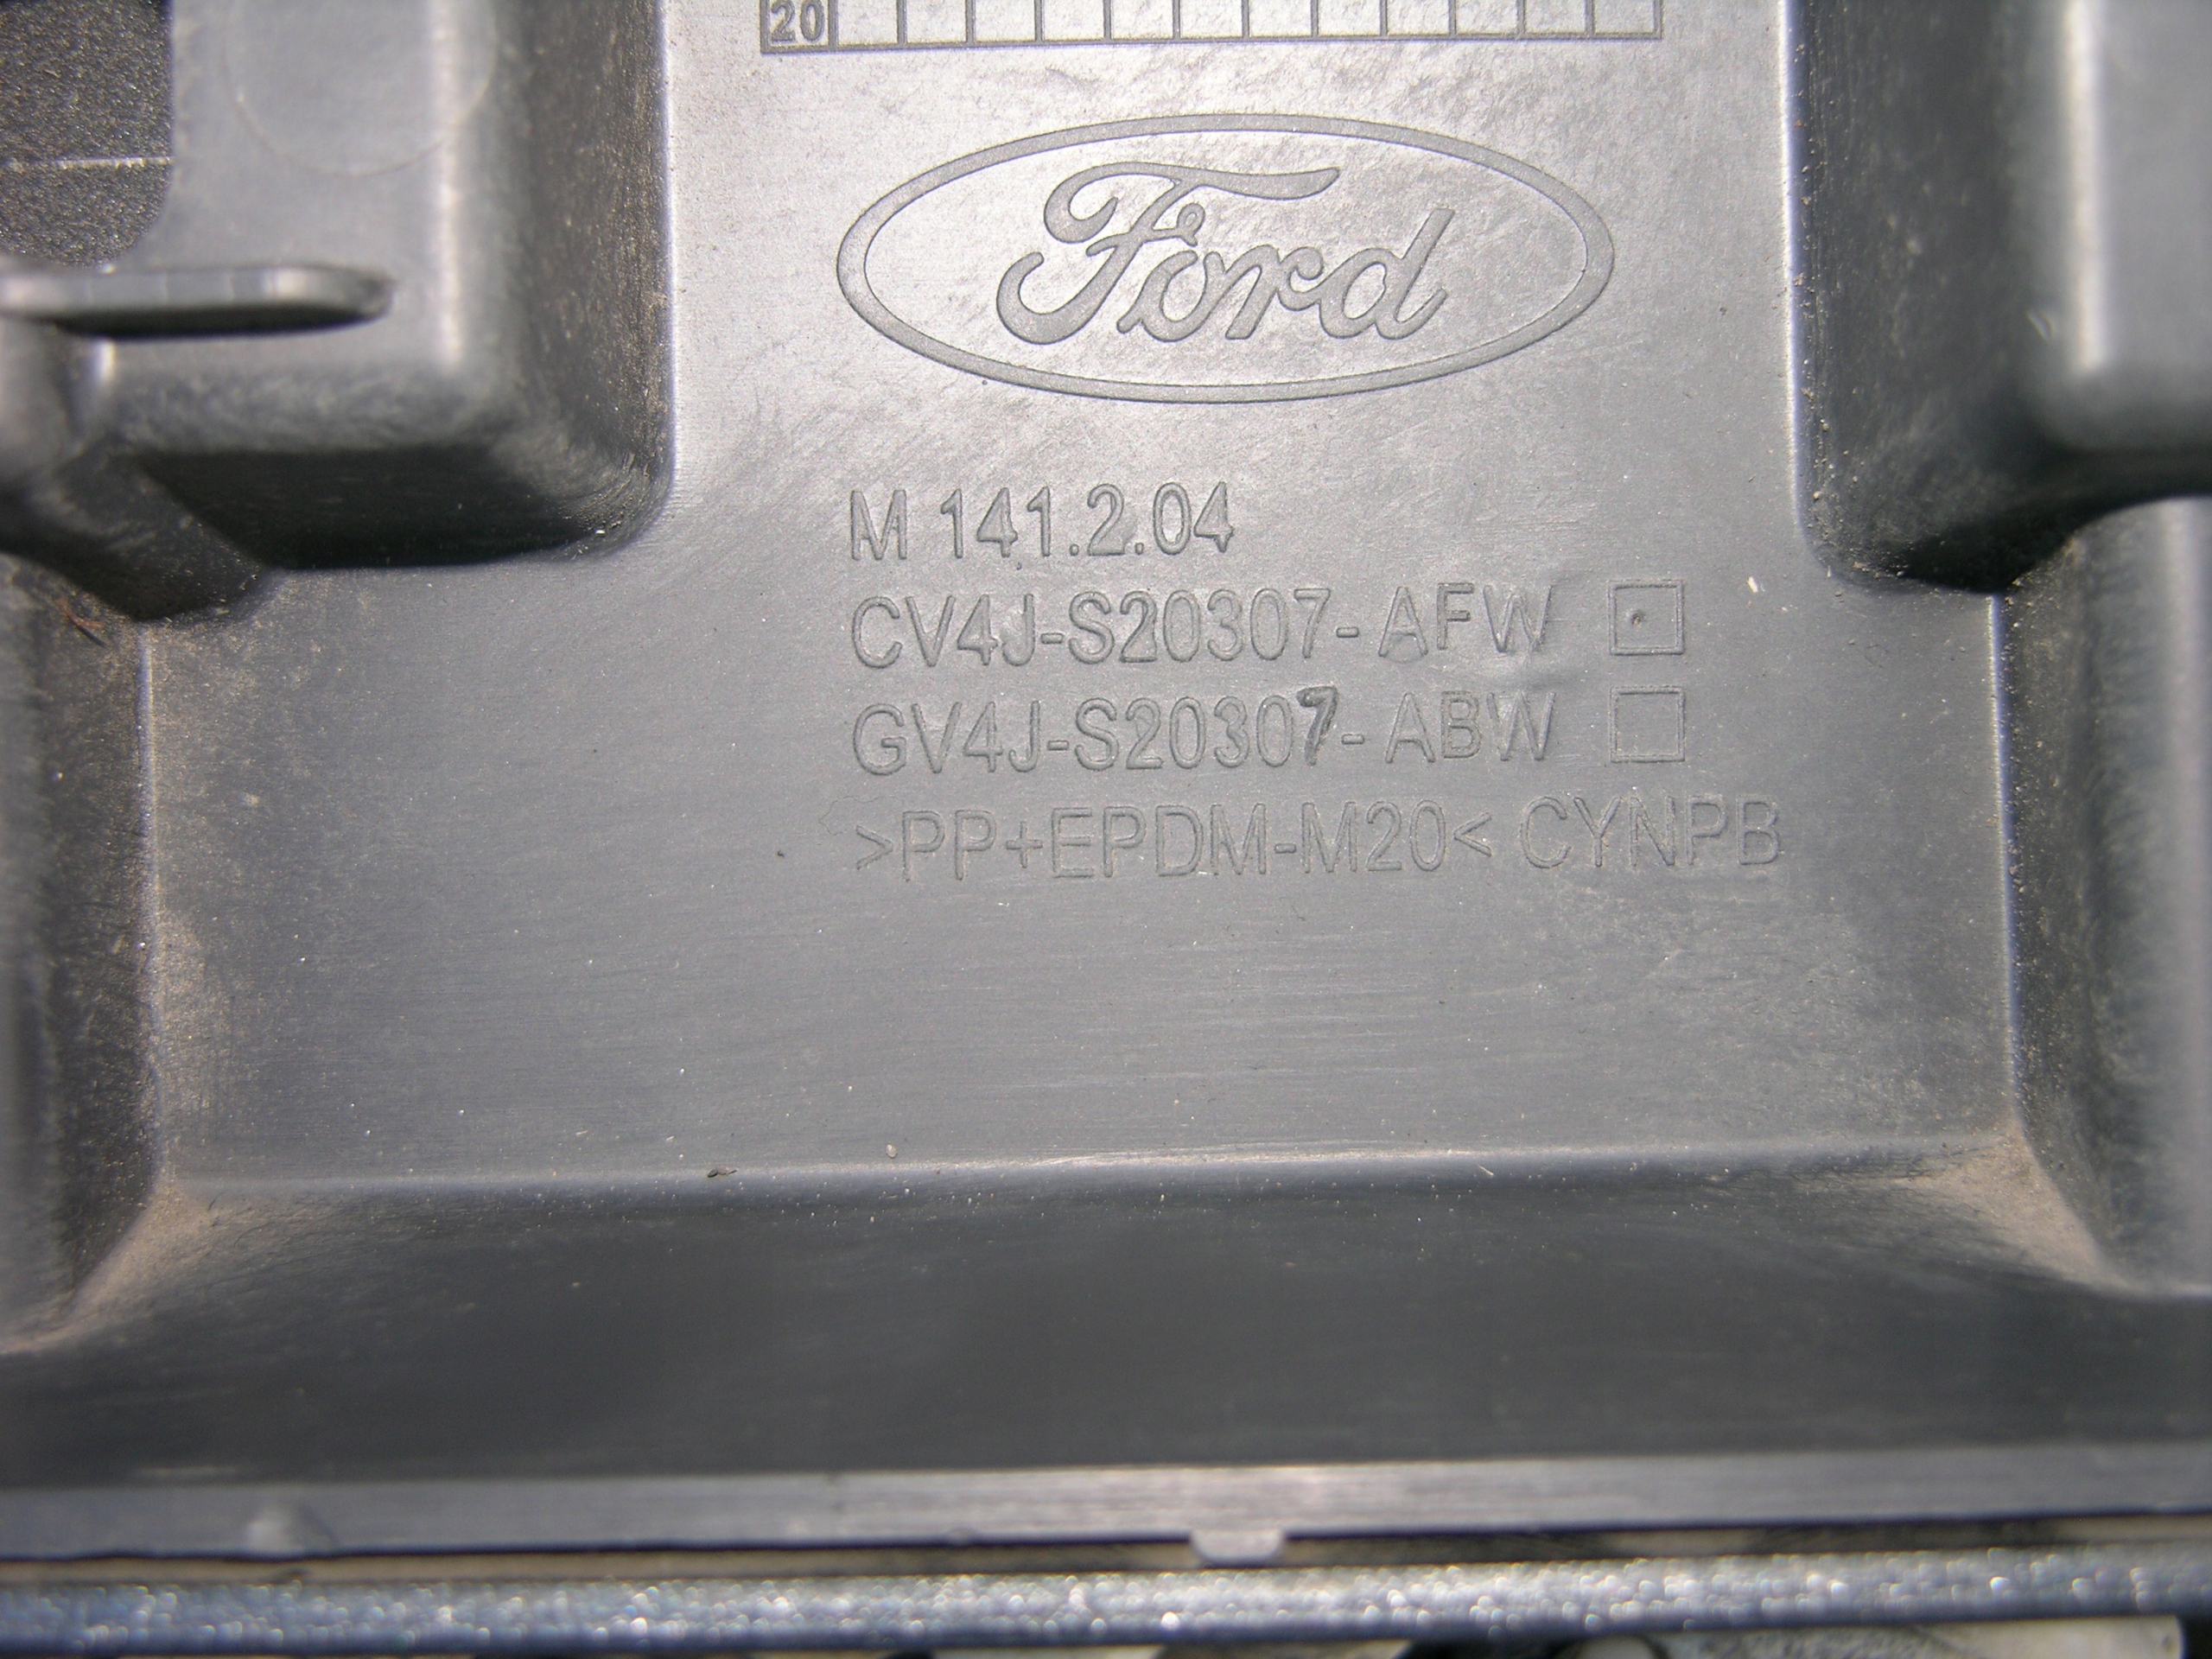 20
Ford
M 141.2.04
CV4J-S20307-AFW
GV4J-S20307-ABW
>PP+EPDM-M20< CYNPB